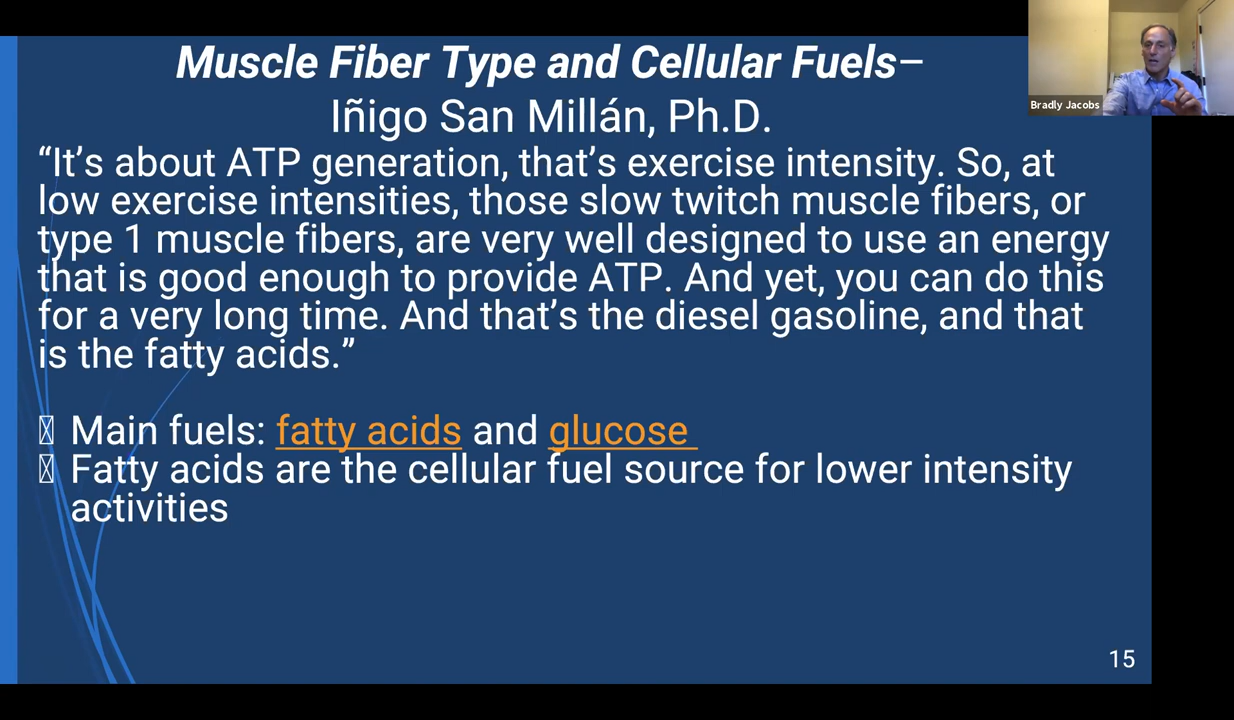 Muscle Fiber Type and Cellular Fuels–
Iñigo San Millán, Ph.D.
Bradly Jacobs
“It’s about ATP generation, that’s exercise intensity. So, at
low exercise intensities, those slow twitch muscle fibers, or
type 1 muscle fibers, are very well designed to use an energy
that is good enough to provide ATP. And yet, you can do this
for a very long time. And that’s the diesel gasoline, and that
is the fatty acids.”
Main fuels: fatty acids and glucose
Fatty acids are the cellular fuel source for lower intensity
activities
15